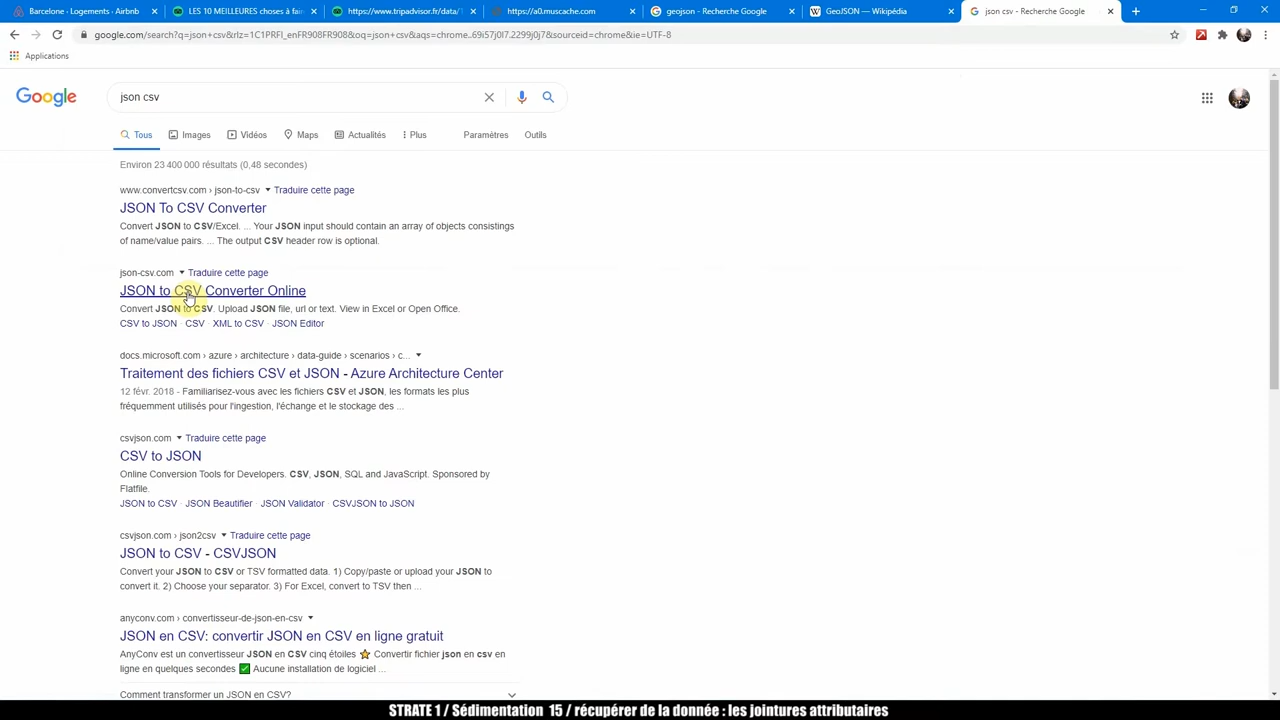 Barcelone · Logements · Airbnb
LES 10 MEILLEURES choses à fair
https://www.tripadvisor.fr/data/1
https://a0.muscache.com
geojson - Recherche Google
GeoJSON — Wikipédia
json csv - Recherche Google
google.com/search?q=json+csv&rlz=1C1PRFI_enFR908FR908&oq=json+csv&aqs=chrome..69i57j0l7.2299j0j7&sourceid=chrome&ie=UTF-8
Applications
Google
json csv
Tous
Images
Vidéos
Maps
Actualités
Plus
Paramètres
Outils
Environ 23 400 000 résultats (0,48 secondes)
www.convertcsv.com › json-to-csv Traduire cette page
JSON To CSV Converter
Convert JSON to CSV/Excel. ... Your JSON input should contain an array of objects consistings
of name/value pairs. ... The output CSV header row is optional.
json-csv.com Traduire cette page
JSON to CSV Converter Online
Convert JSON to CSV. Upload JSON file, url or text. View in Excel or Open Office.
CSV to JSON · CSV · XML to CSV · JSON Editor
docs.microsoft.com › azure › architecture › data-guide › scenarios › c...
Traitement des fichiers CSV et JSON - Azure Architecture Center
12 févr. 2018 - Familiarisez-vous avec les fichiers CSV et JSON, les formats les plus
fréquemment utilisés pour l'ingestion, l'échange et le stockage des ...
csvjson.com Traduire cette page
CSV to JSON
Online Conversion Tools for Developers. CSV, JSON, SQL and JavaScript. Sponsored by
Flatfile.
JSON to CSV · JSON Beautifier · JSON Validator · CSVJSON to JSON
csvjson.com › json2csv Traduire cette page
JSON to CSV - CSVJSON
Convert your JSON to CSV or TSV formatted data. 1) Copy/paste or upload your JSON to
convert it. 2) Choose your separator. 3) For Excel, convert to TSV then ...
anyconv.com › convertisseur-de-json-en-csv
JSON en CSV: convertir JSON en CSV en ligne gratuit
AnyConv est un convertisseur JSON en CSV cinq étoiles ⭐ Convertir fichier json en csv en
ligne en quelques secondes ✅ Aucune installation de logiciel ...
Comment transformer un JSON en CSV?
STRATE 1 / Sédimentation 15 / récupérer de la donnée : les jointures attributaires